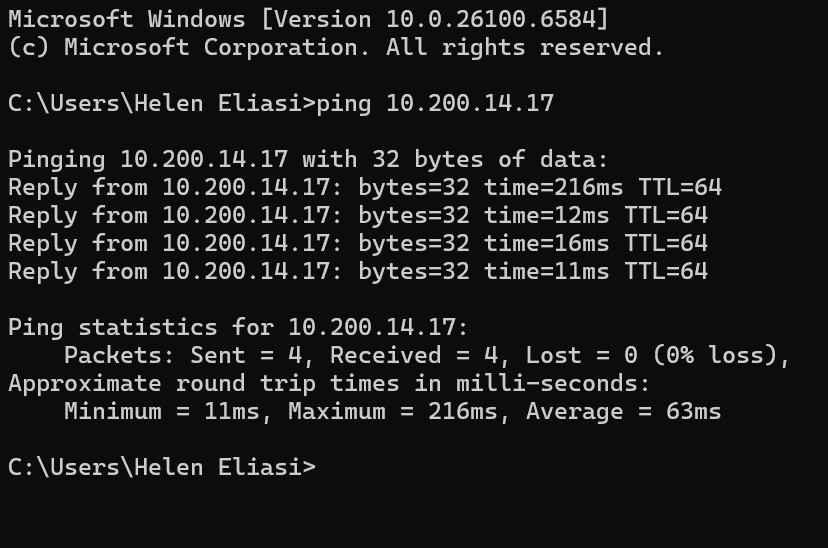 Microsoft Windows [Version 10.0.26100.6584]
(c) Microsoft Corporation. All rights reserved.
C:\Users\Helen Eliasi>ping 10.200.14.17
Pinging 10.200.14.17 with 32 bytes of data:
Reply from 10.200.14.17: bytes=32 time=216ms TTL=64
Reply from 10.200.14.17: bytes=32 time=12ms TTL=64
Reply from 10.200.14.17: bytes=32 time=16ms TTL=64
Reply from 10.200.14.17: bytes=32 time=11ms TTL=64
Ping statistics for 10.200.14.17:
    Packets: Sent = 4, Received = 4, Lost = 0 (0% loss),
Approximate round trip times in milli-seconds:
    Minimum = 11ms, Maximum = 216ms, Average = 63ms
C:\Users\Helen Eliasi>